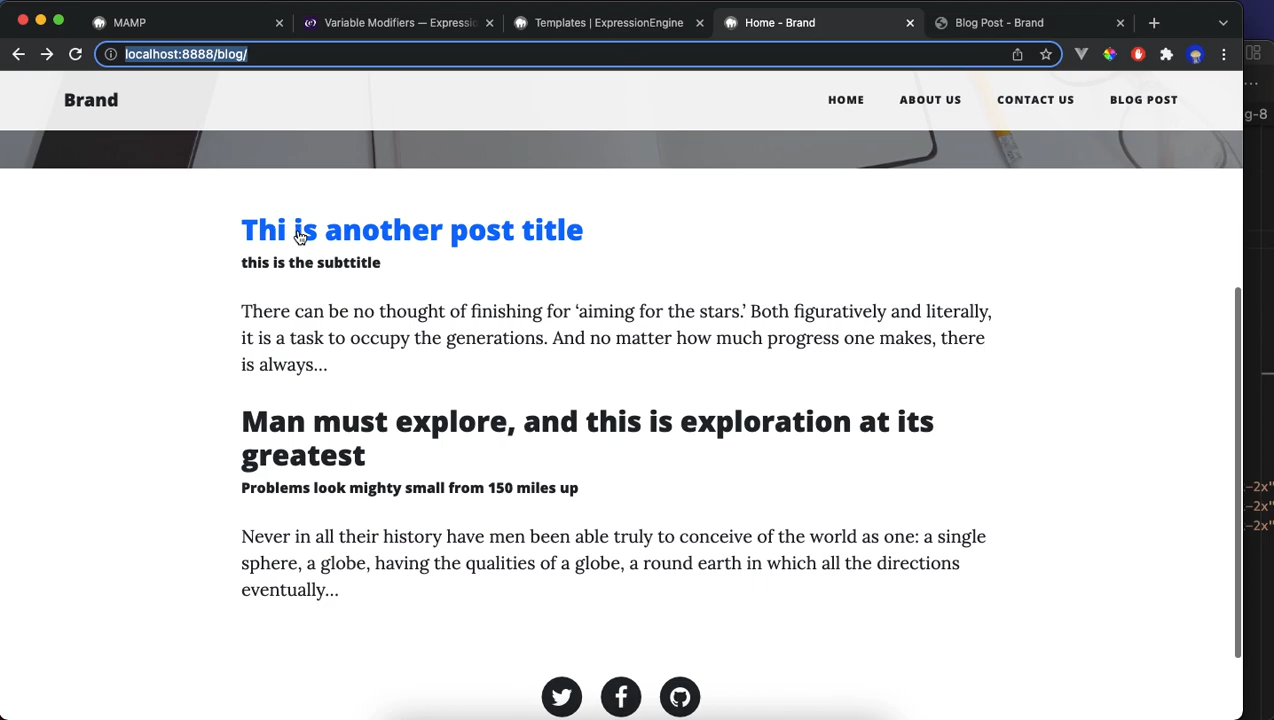 MAMP
Variable Modifiers — Expressio
Templates | ExpressionEngine
Home - Brand
Blog Post - Brand
localhost:8888/blog/
g-8
Brand
HOME
ABOUT US
CONTACT US
BLOG POST
Thi is another post title
this is the subttitle
There can be no thought of finishing for ‘aiming for the stars.’ Both figuratively and literally,
it is a task to occupy the generations. And no matter how much progress one makes, there
is always…
Man must explore, and this is exploration at its
greatest
Problems look mighty small from 150 miles up
-2x"
-2x"
-2x"
Never in all their history have men been able truly to conceive of the world as one: a single
sphere, a globe, having the qualities of a globe, a round earth in which all the directions
eventually…